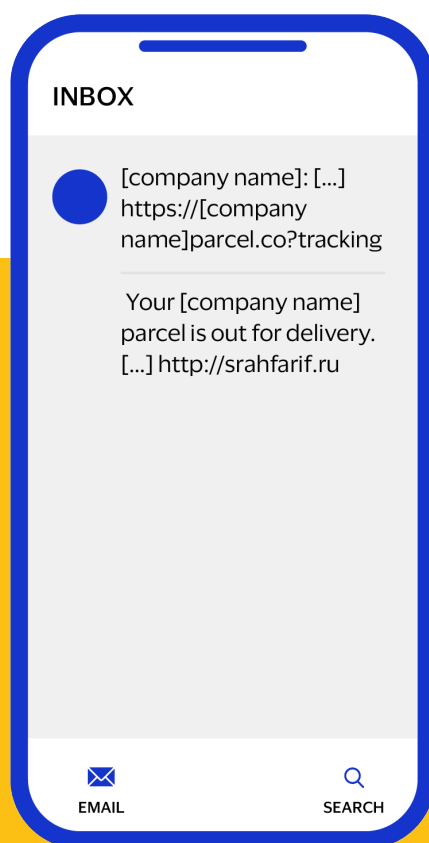 INBOX
[company name]: [...]
https://[company
name]parcel.co?tracking
Your [company name]
parcel is out for delivery.
[...] http://srahfarif.ru
EMAIL
SEARCH